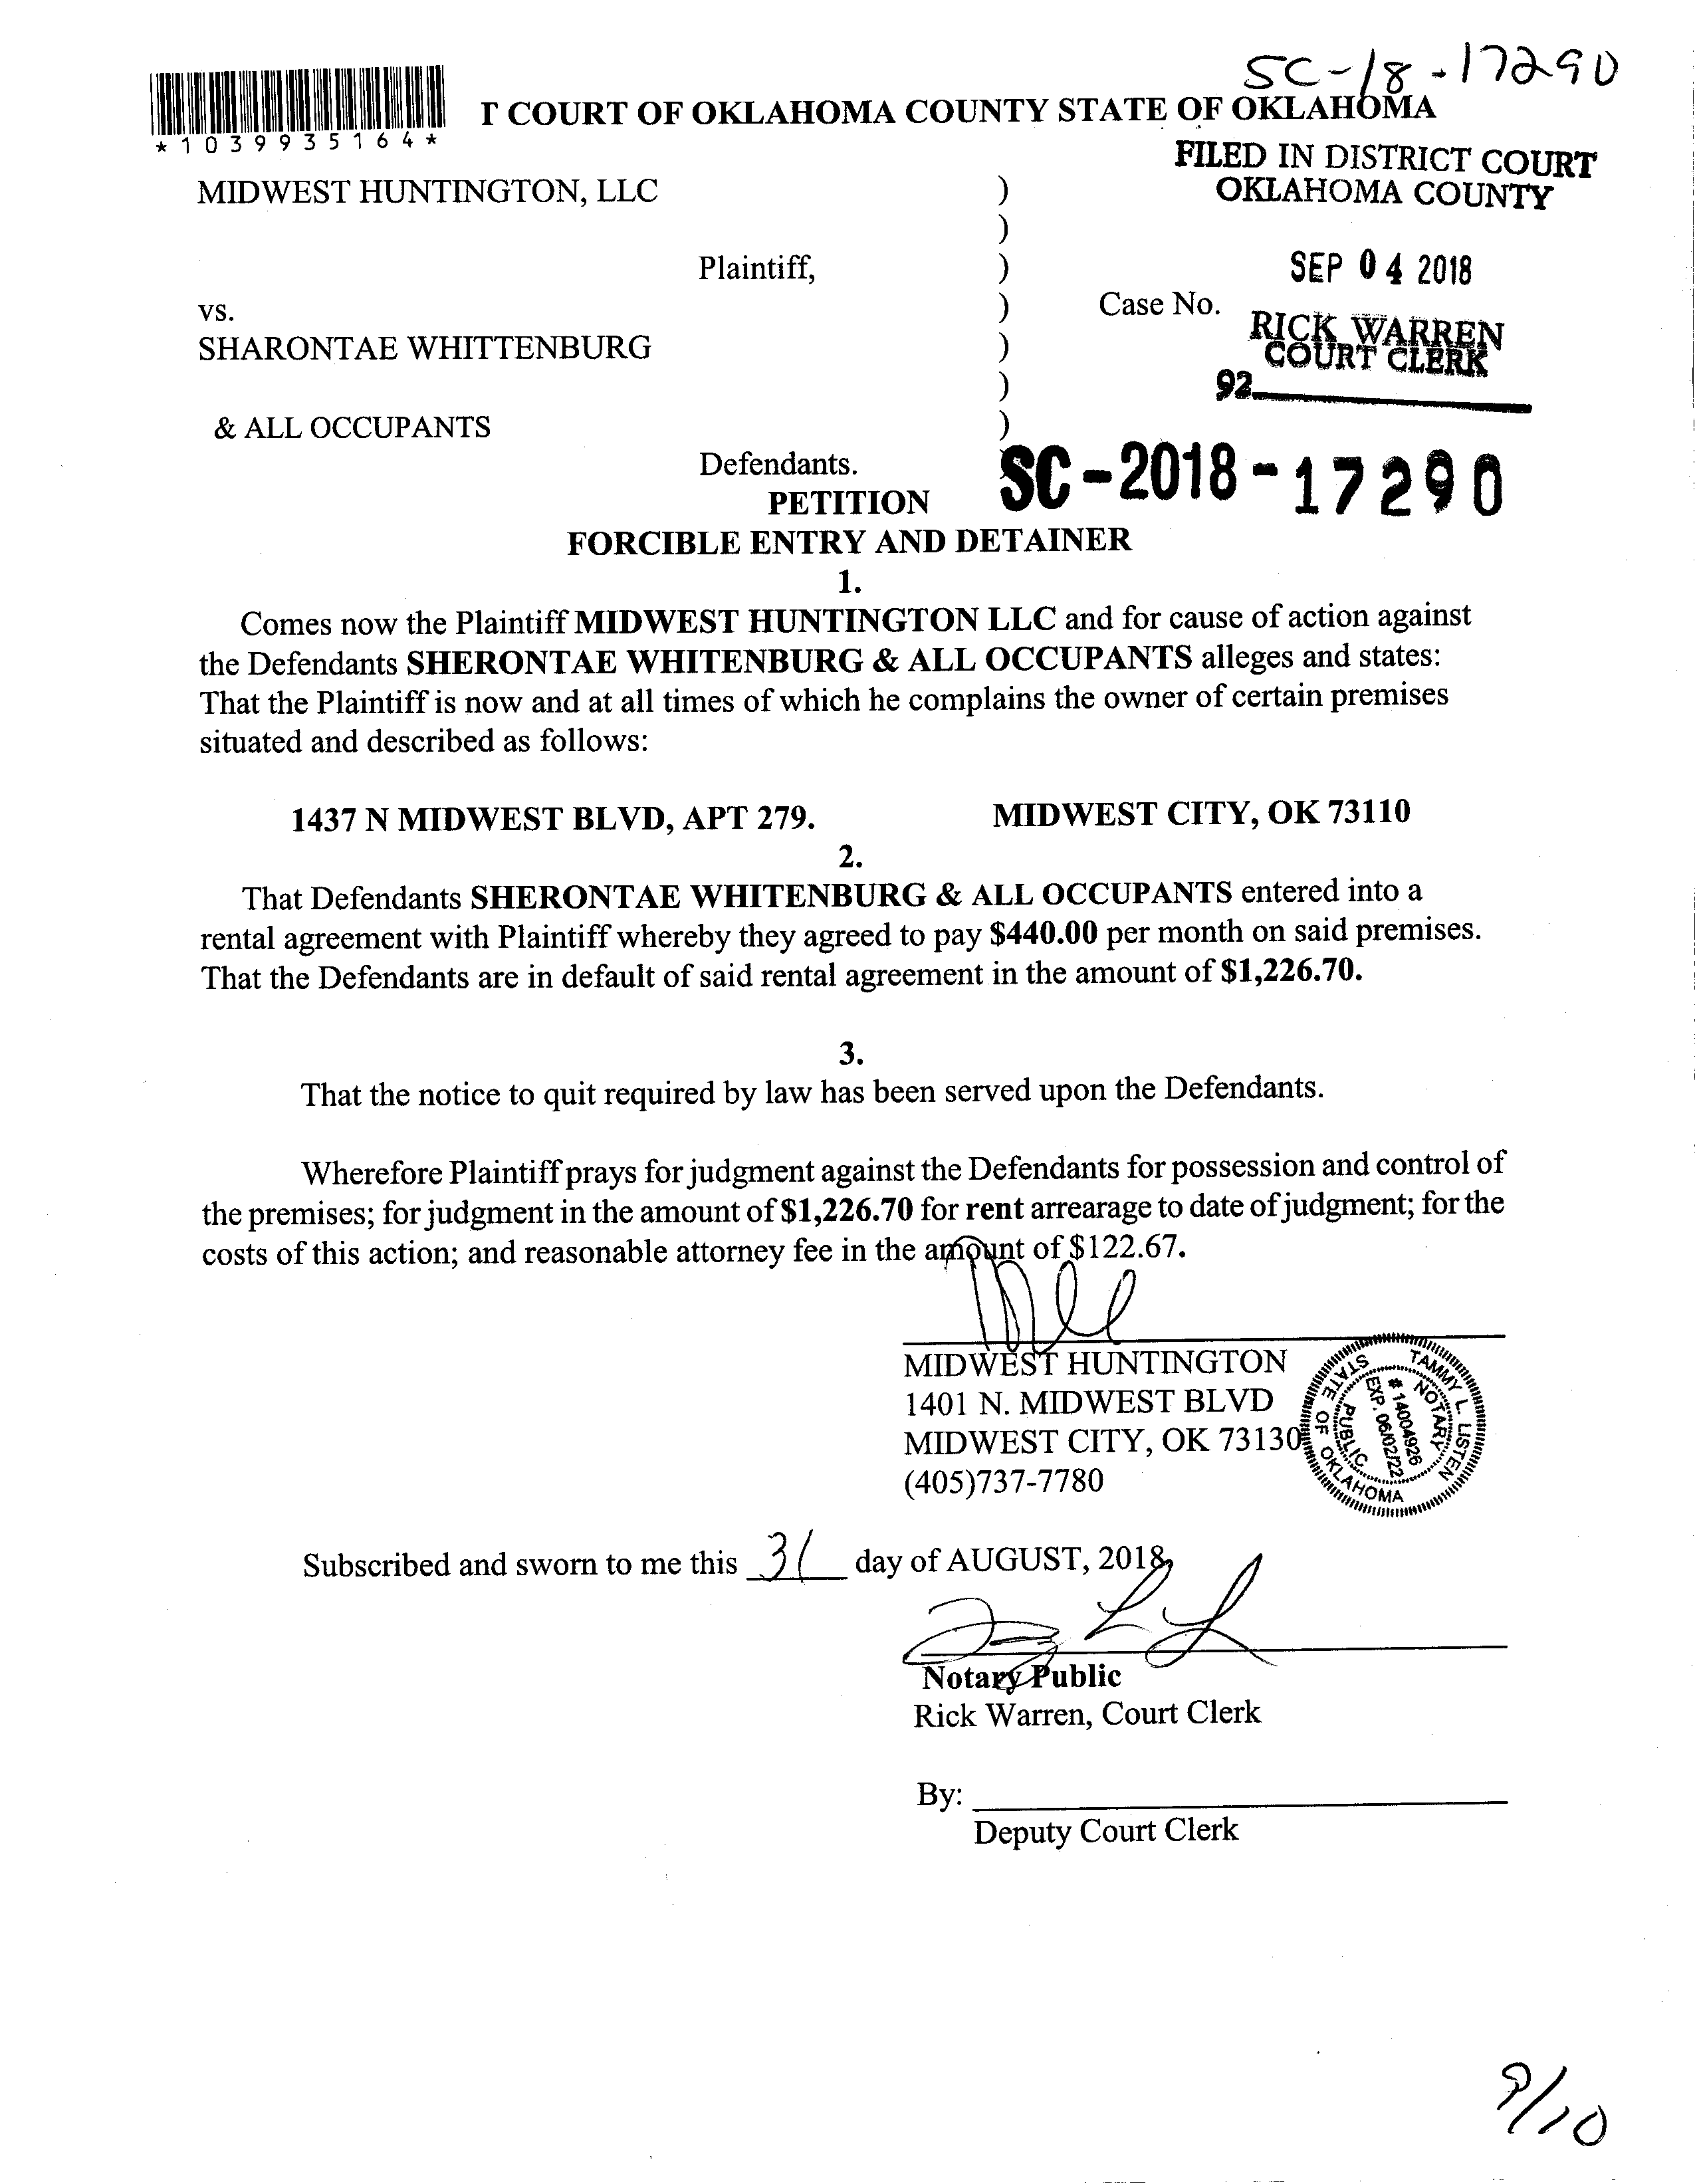 SC-18-17290
T COURT OF OKLAHOMA COUNTY STATE OF OKLAHOMA
*1039935164*
FILED IN DISTRICT COURT
OKLAHOMA COUNTY
MIDWEST HUNTINGTON, LLC )
)
Plaintiff, )
SEP 04 2018
vs. ) Case No.
RICK WARREN
COURT CLERK
SHARONTAE WHITTENBURG )
) 92
& ALL OCCUPANTS )
Defendants.
SC-2018-17290
PETITION
FORCIBLE ENTRY AND DETAINER
1.
Comes now the Plaintiff MIDWEST HUNTINGTON LLC and for cause of action against
the Defendants SHERONTAE WHITENBURG & ALL OCCUPANTS alleges and states:
That the Plaintiff is now and at all times of which he complains the owner of certain premises
situated and described as follows:
1437 N MIDWEST BLVD, APT 279. MIDWEST CITY, OK 73110
2.
That Defendants SHERONTAE WHITENBURG & ALL OCCUPANTS entered into a
rental agreement with Plaintiff whereby they agreed to pay $440.00 per month on said premises.
That the Defendants are in default of said rental agreement in the amount of $1,226.70.
3.
That the notice to quit required by law has been served upon the Defendants.
Wherefore Plaintiff prays for judgment against the Defendants for possession and control of
the premises; for judgment in the amount of $1,226.70 for rent arrearage to date of judgment; for the
costs of this action; and reasonable attorney fee in the amount of $122.67.
MIDWEST HUNTINGTON
1401 N. MIDWEST BLVD
MIDWEST CITY, OK 73130
(405)737-7780
TAMMY L. LISTEN
NOTARY
# 14004926
EXP. 06/02/22
PUBLIC
STATE OF OKLAHOMA
Subscribed and sworn to me this 31 day of AUGUST, 2018,
Notary Public
Rick Warren, Court Clerk
By:
Deputy Court Clerk
9/10